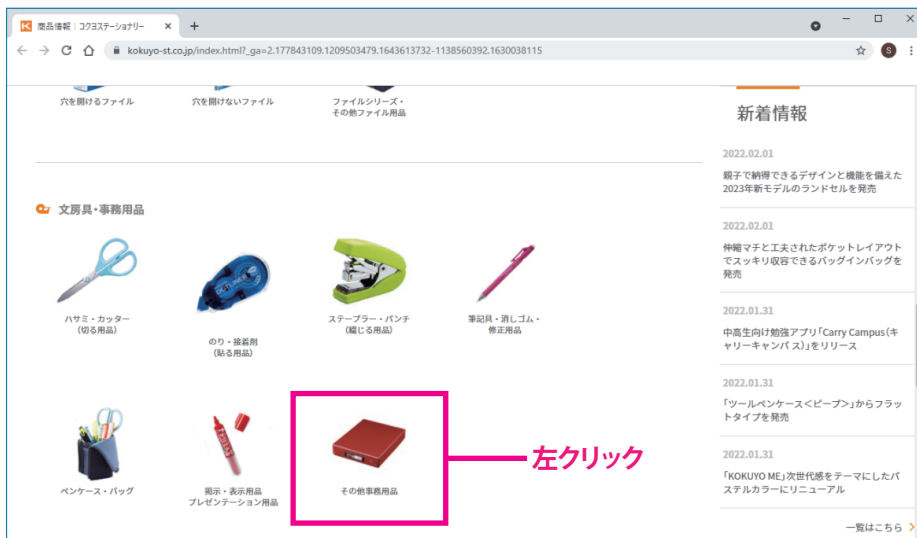 商品情報｜コクヨステーショナリー
kokuyo-st.co.jp/index.html?_ga=2.177843109.1209503479.1643613732-1138560392.1630038115
S
穴を開けるファイル
穴を開けないファイル
ファイルシリーズ・
その他ファイル用品
文房具・事務用品
ハサミ・カッター
（切る用品）
のり・接着剤
（貼る用品）
ステープラー・パンチ
（綴じる用品）
筆記具・消しゴム・
修正用品
ペンケース・バッグ
掲示・表示用品
プレゼンテーション用品
その他事務用品
左クリック
新着情報
2022.02.01
親子で納得できるデザインと機能を備えた
2023年新モデルのランドセルを発売
2022.02.01
伸縮マチと工夫されたポケットレイアウト
でスッキリ収容できるバッグインバッグを
発売
2022.01.31
中高生向け勉強アプリ「Carry Campus（キ
ャリーキャンパ ス）」をリリース
2022.01.31
「ツールペンケース＜ピープ＞」からフラッ
トタイプを発売
2022.01.31
「KOKUYO ME」次世代感をテーマにしたパ
ステルカラーにリニューアル
一覧はこちら